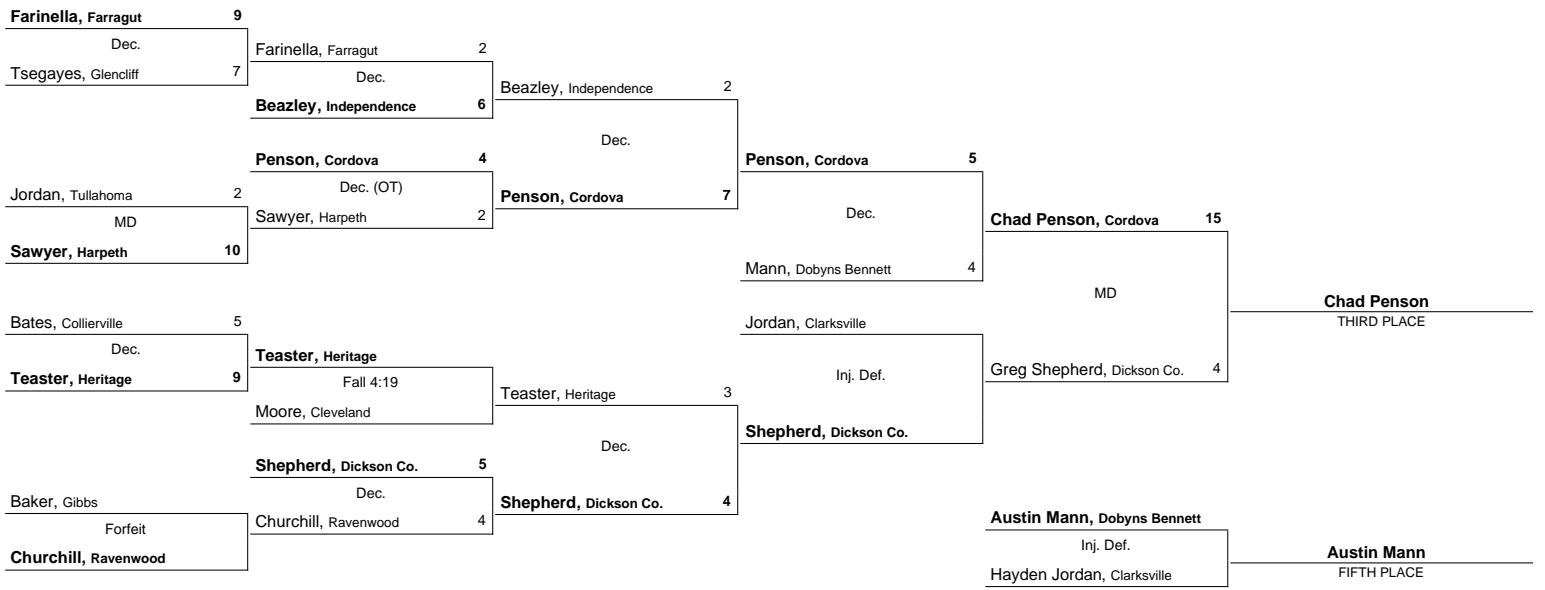 Farinella, Farragut 9
Dec.
Tsegayes, Glencliff 7
Jordan, Tullahoma 2
MD
Sawyer, Harpeth 10
Bates, Collierville 5
Dec.
Teaster, Heritage 9
Baker, Gibbs
Forfeit
Churchill, Ravenwood
Farinella, Farragut 2
Dec.
Beazley, Independence 6
Penson, Cordova 4
Dec. (OT)
Sawyer, Harpeth 2
Teaster, Heritage
Fall 4:19
Moore, Cleveland
Shepherd, Dickson Co. 5
Dec.
Churchill, Ravenwood 4
Beazley, Independence 2
Dec.
Penson, Cordova 7
Teaster, Heritage 3
Dec.
Shepherd, Dickson Co. 4
Penson, Cordova 5
Dec.
Mann, Dobyns Bennett 4
Jordan, Clarksville
Inj. Def.
Shepherd, Dickson Co.
Chad Penson, Cordova 15
MD
Greg Shepherd, Dickson Co. 4
Chad Penson
THIRD PLACE
Austin Mann, Dobyns Bennett
Inj. Def.
Hayden Jordan, Clarksville
Austin Mann
FIFTH PLACE